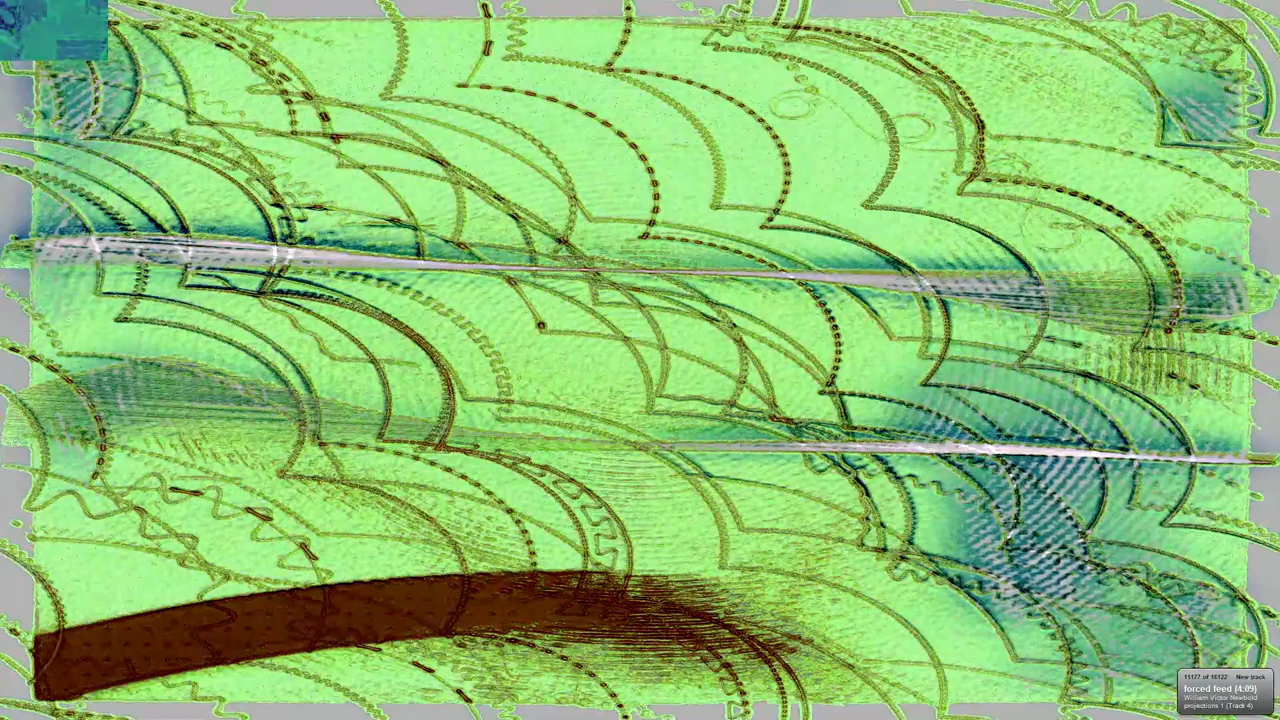 11177 of 16122 New track
forced feed (4:09)
William Victor Newbold
projections 1 (Track 4)